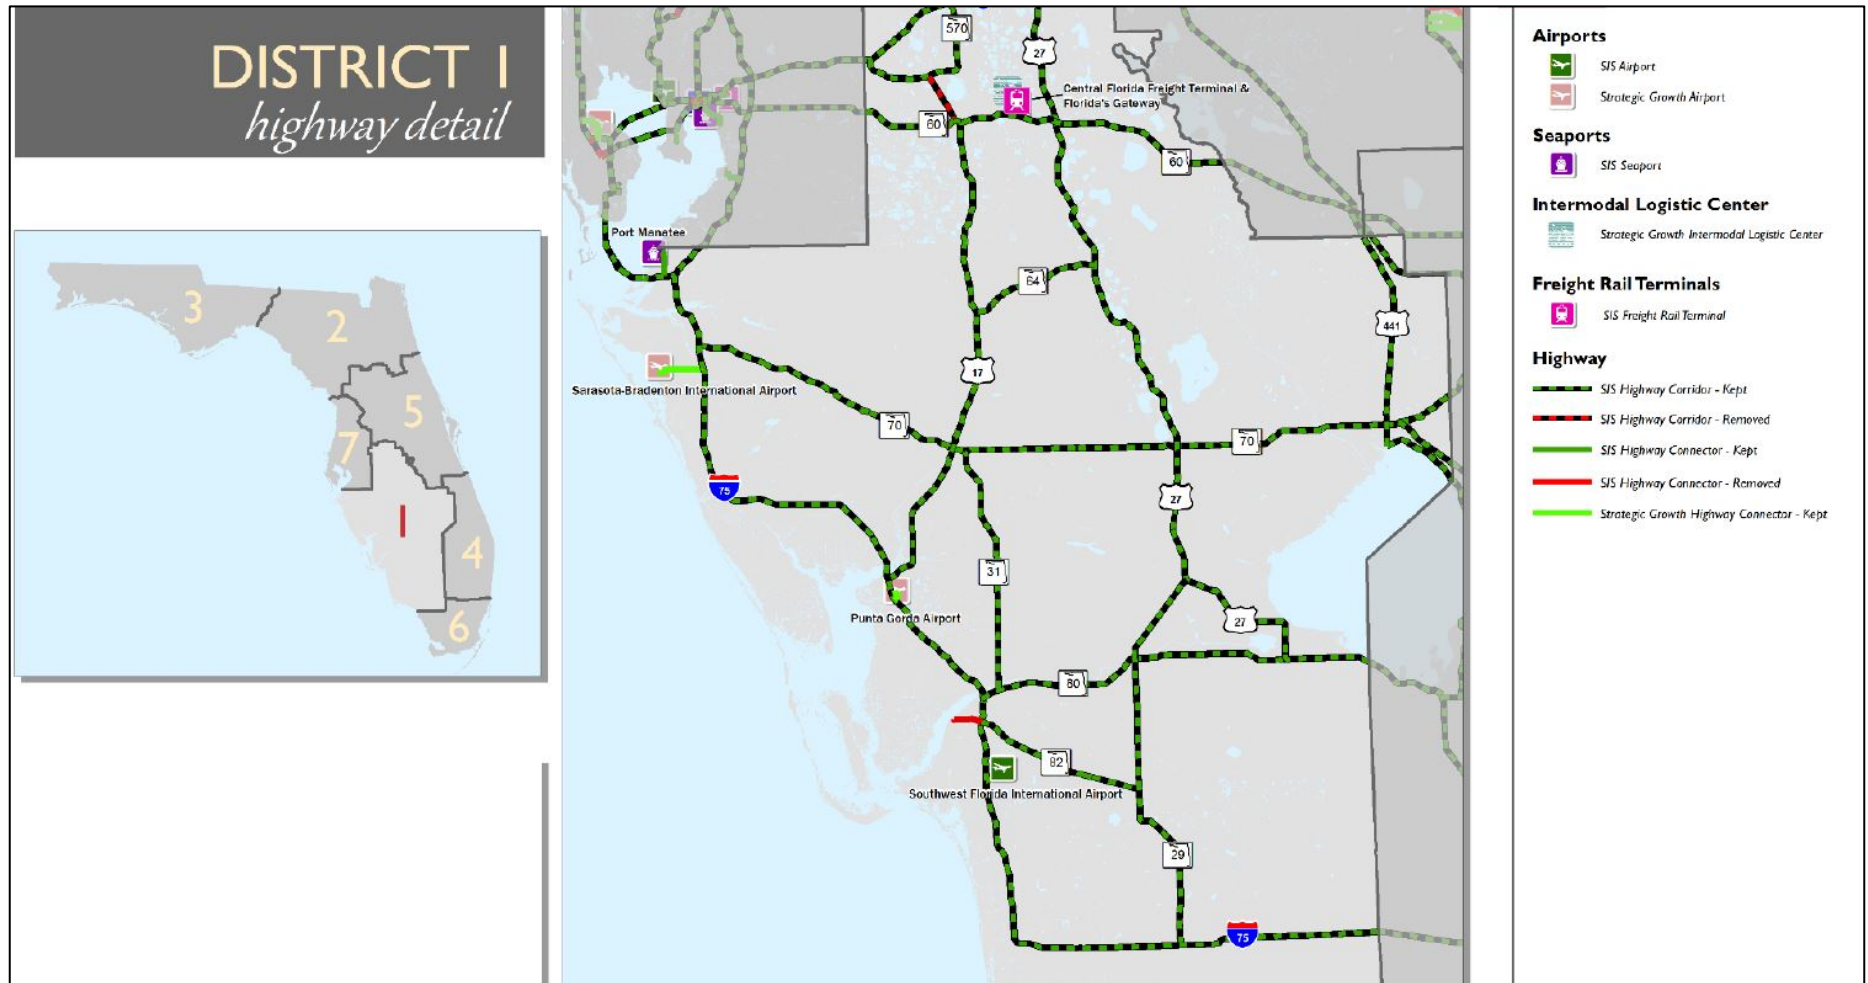 DISTRICT 1
highway detail
3
2
5
7
1
4
6
570
27
Central Florida Freight Terminal &
Florida's Gateway
60
60
Port Manatee
64
441
17
Sarasota-Bradenton International Airport
70
70
75
27
31
Punta Gorda Airport
27
80
82
Southwest Florida International Airport
29
75
Airports
SIS Airport
Strategic Growth Airport
Seaports
SIS Seaport
Intermodal Logistic Center
Strategic Growth Intermodal Logistic Center
Freight Rail Terminals
SIS Freight Rail Terminal
Highway
SIS Highway Corridor - Kept
SIS Highway Corridor - Removed
SIS Highway Connector - Kept
SIS Highway Connector - Removed
Strategic Growth Highway Connector - Kept